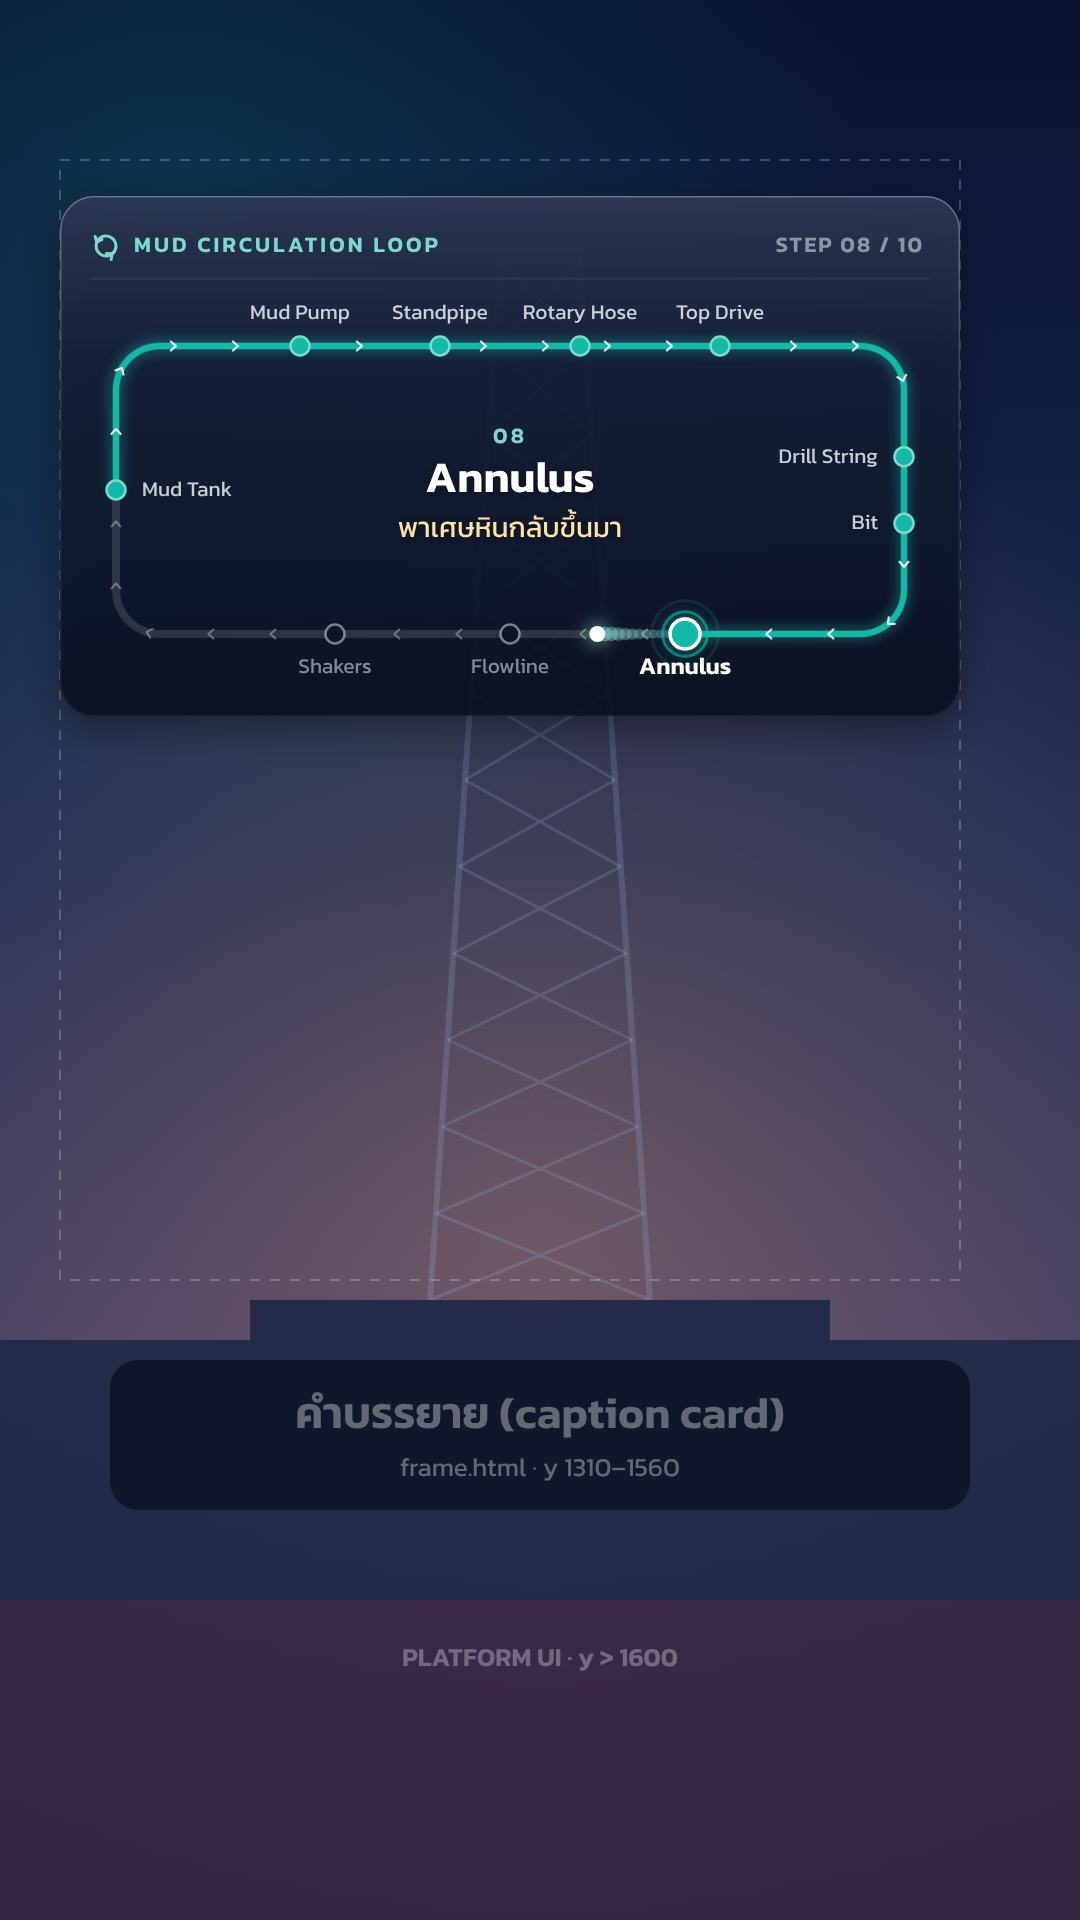 MUD CIRCULATION LOOP
STEP 08 / 10
Mud Pump
Standpipe
Rotary Hose
Top Drive
08
Annulus
พาเศษหินกลับขึ้นมา
Drill String
Mud Tank
Bit
Shakers
Flowline
Annulus
คำบรรยาย (caption card)
frame.html · y 1310–1560
PLATFORM UI · y > 1600